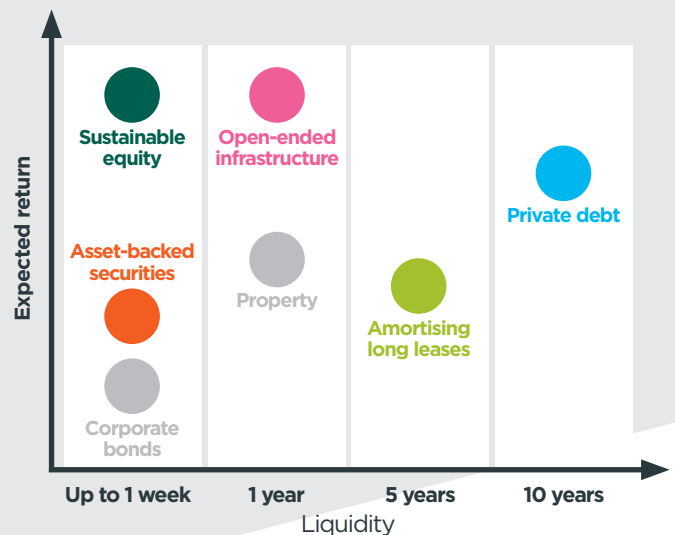 Expected return
Sustainable
equity
Open-ended
infrastructure
Private debt
Asset-backed
securities
Property
Amortising
long leases
Corporate
bonds
Up to 1 week
1 year
5 years
10 years
Liquidity